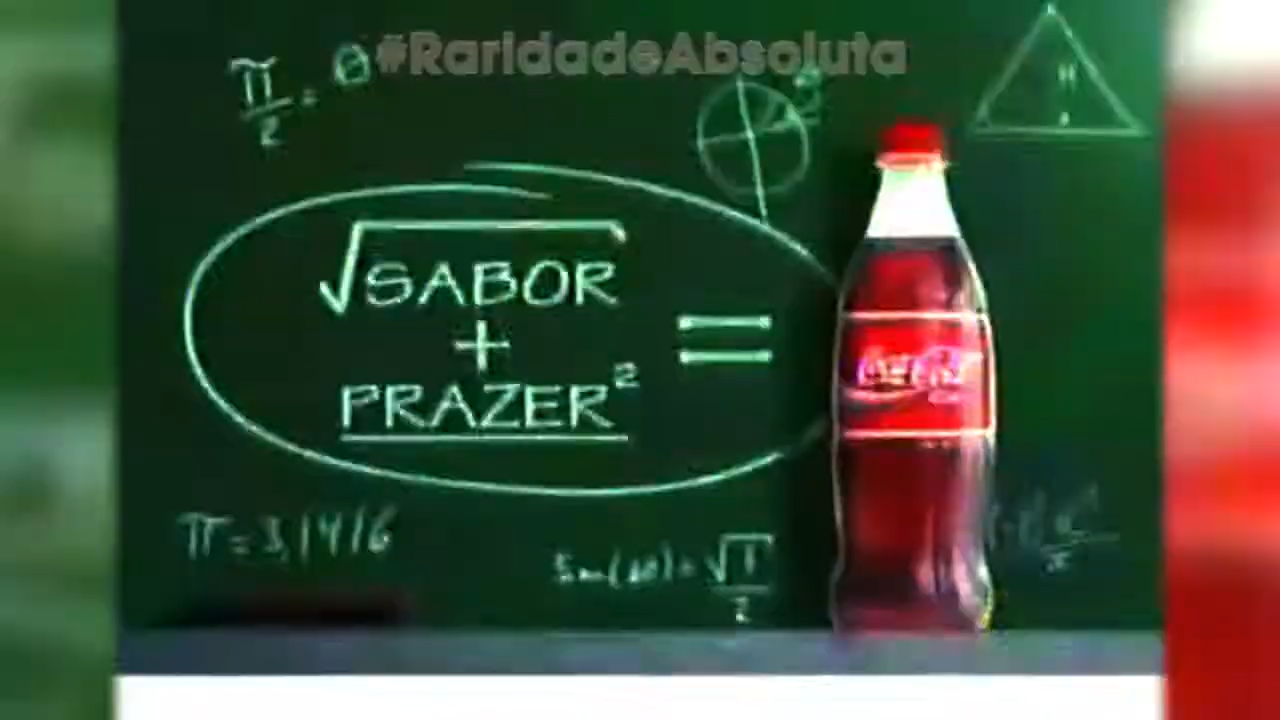 #RaridadeAbsoluta
π/2 = θ
√SABOR
+
PRAZER²
=
Coca-Cola
π=3,1416